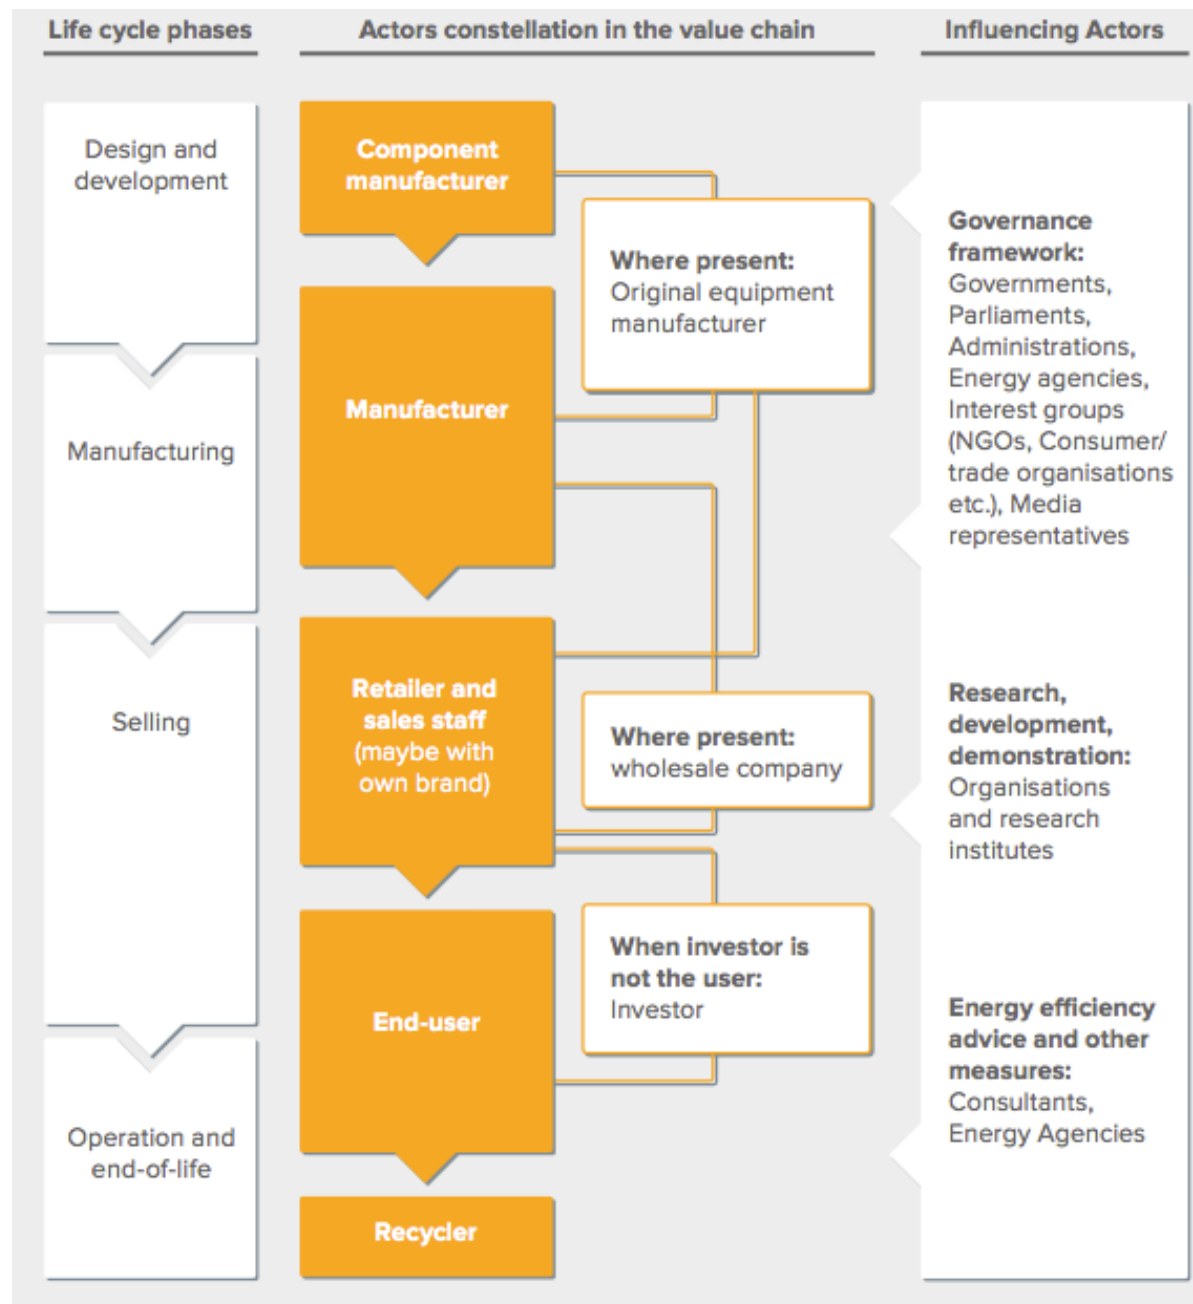 Life cycle phases
Actors constellation in the value chain
Influencing Actors
Design and
development
Manufacturing
Selling
Operation and
end-of-life
Component
manufacturer
Manufacturer
Retailer and
sales staff
(maybe with
own brand)
End-user
Recycler
Where present:
Original equipment
manufacturer
Where present:
wholesale company
When investor is
not the user:
Investor
Governance
framework:
Governments,
Parliaments,
Administrations,
Energy agencies,
Interest groups
(NGOs, Consumer/
trade organisations
etc.), Media
representatives
Research,
development,
demonstration:
Organisations
and research
institutes
Energy efficiency
advice and other
measures:
Consultants,
Energy Agencies